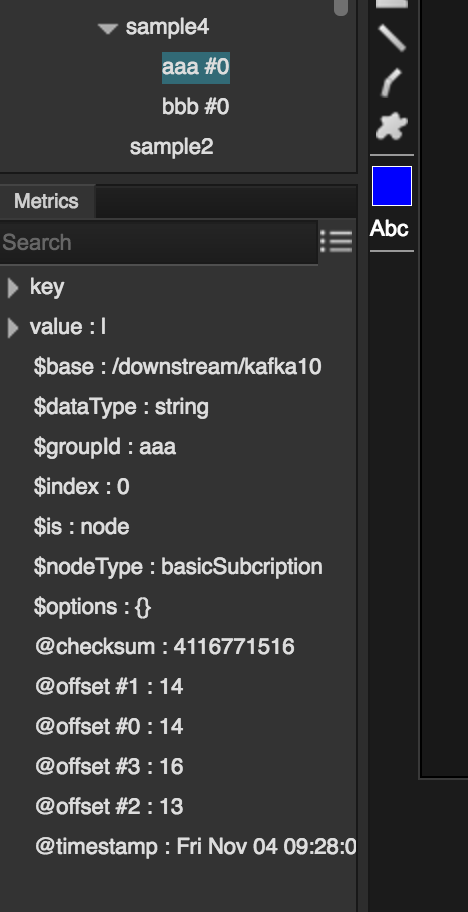 sample4
aaa #0
bbb #0
sample2
Abc
Metrics
Search
key
value : l
$base : /downstream/kafka10
$dataType : string
$groupId : aaa
$index : 0
$is : node
$nodeType : basicSubcription
$options : {}
@checksum : 4116771516
@offset #1 : 14
@offset #0 : 14
@offset #3 : 16
@offset #2 : 13
@timestamp : Fri Nov 04 09:28:0